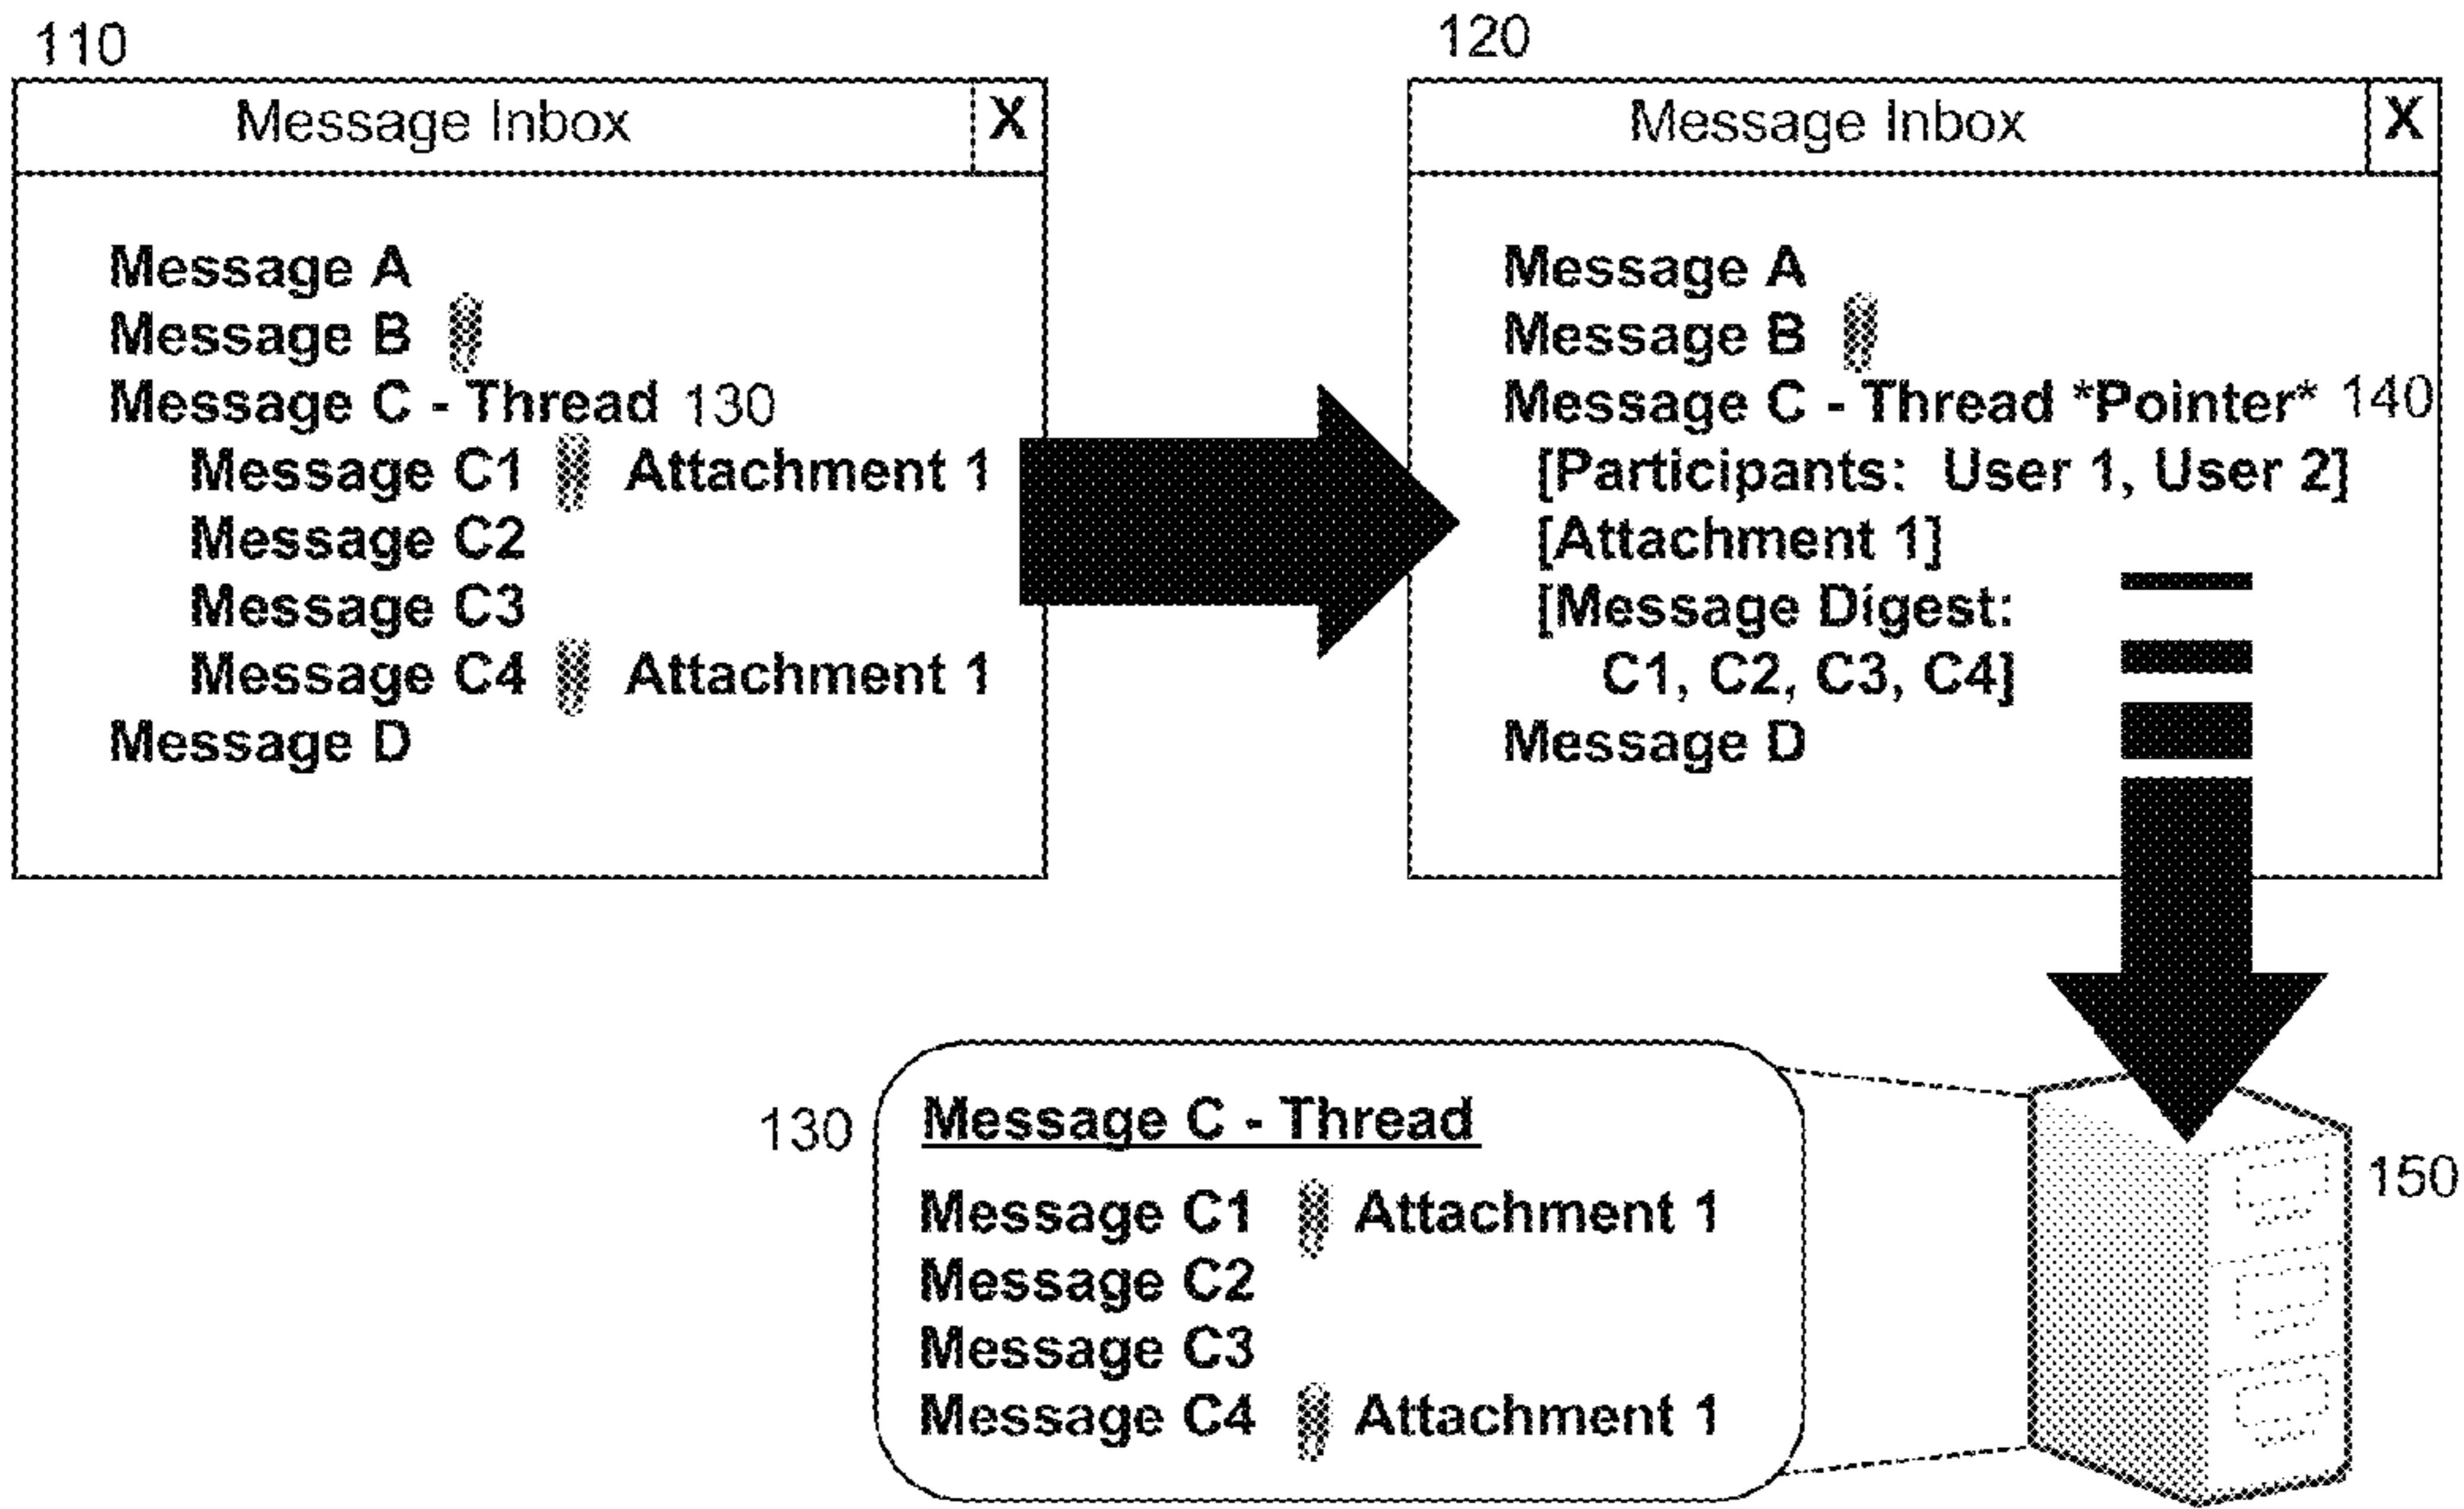 110
Message Inbox X
Message A
Message B
Message C - Thread 130
Message C1 Attachment 1
Message C2
Message C3
Message C4 Attachment 1
Message D
120
Message Inbox X
Message A
Message B
Message C - Thread *Pointer* 140
[Participants: User 1, User 2]
[Attachment 1]
[Message Digest:
C1, C2, C3, C4]
Message D
130
Message C - Thread
Message C1 Attachment 1
Message C2
Message C3
Message C4 Attachment 1
150